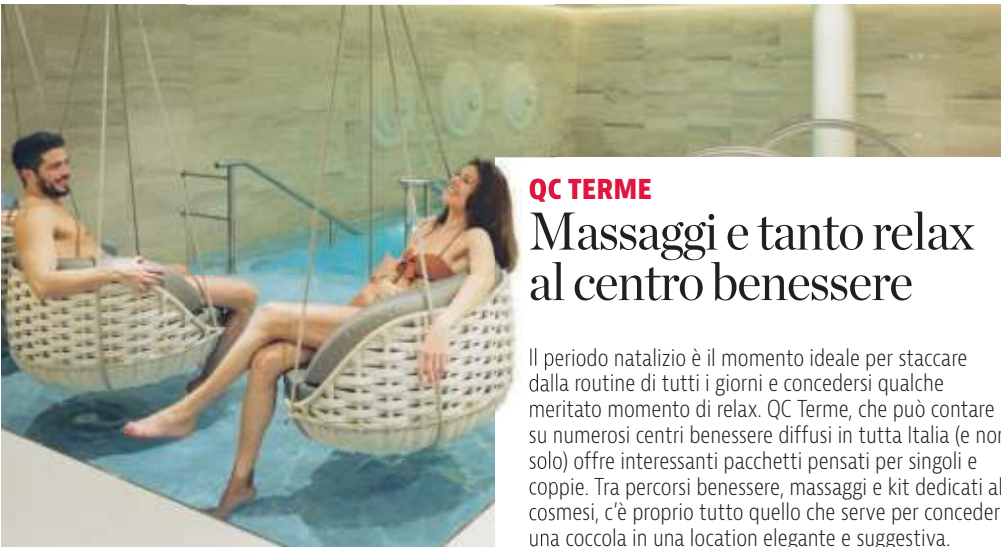 QC TERME
Massaggi e tanto relax
al centro benessere
Il periodo natalizio è il momento ideale per staccare
dalla routine di tutti i giorni e concedersi qualche
meritato momento di relax. QC Terme, che può contare
su numerosi centri benessere diffusi in tutta Italia (e
solo) offre interessanti pacchetti pensati per singoli e
coppie. Tra percorsi benessere, massaggi e kit dedicati
cosmesi, c’è proprio tutto quello che serve per
una coccola in una location elegante e suggestiva.